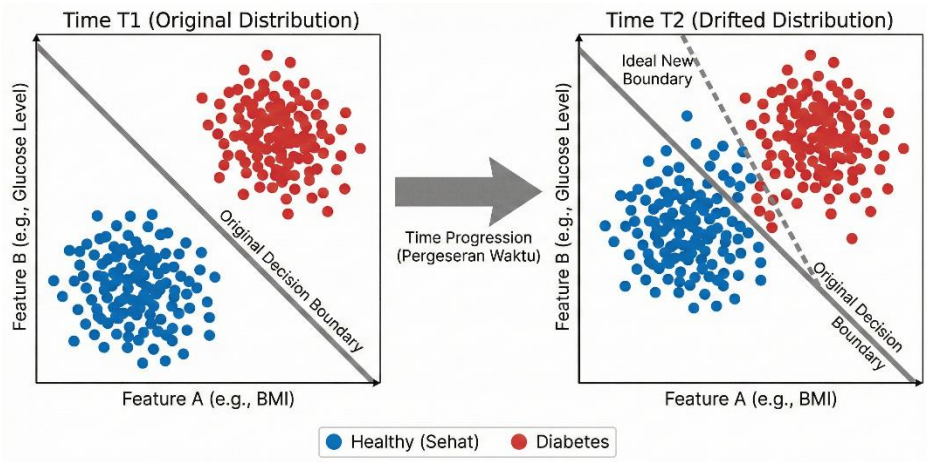 Time T1 (Original Distribution)
Feature B (e.g., Glucose Level)
Original Decision Boundary
Feature A (e.g., BMI)
Time Progression
(Pergeseran Waktu)
Time T2 (Drifted Distribution)
Feature B (e.g., Glucose Level)
Ideal New
Boundary
Original Decision
Boundary
Feature A (e.g., BMI)
Healthy (Sehat)
Diabetes